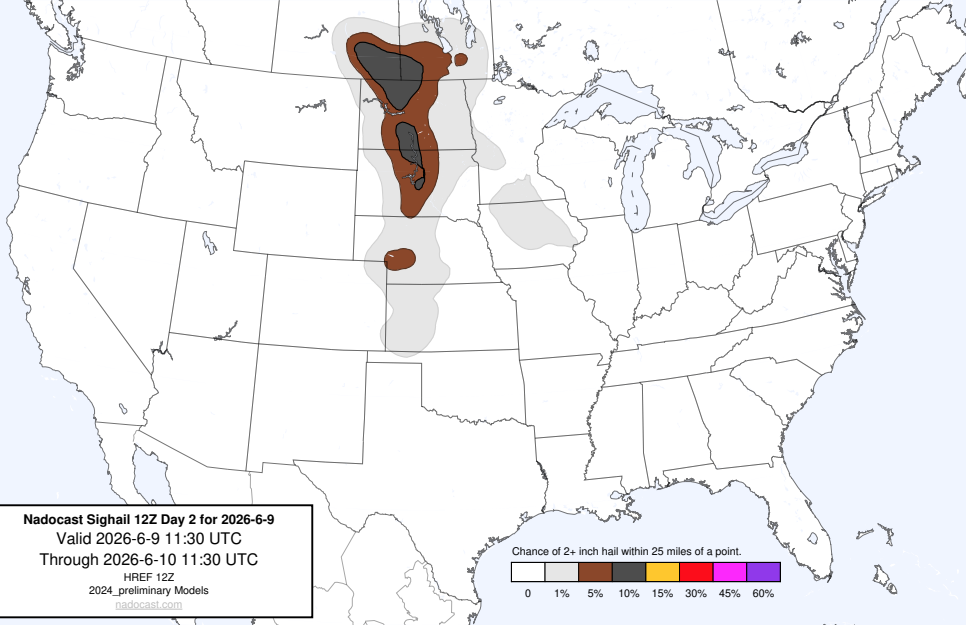 Nadocast Sighail 12Z Day 2 for 2026-6-9
Valid 2026-6-9 11:30 UTC
Through 2026-6-10 11:30 UTC
HREF 12Z
2024_preliminary Models
nadocast.com
Chance of 2+ inch hail within 25 miles of a point.
0 1% 5% 10% 15% 30% 45% 60%